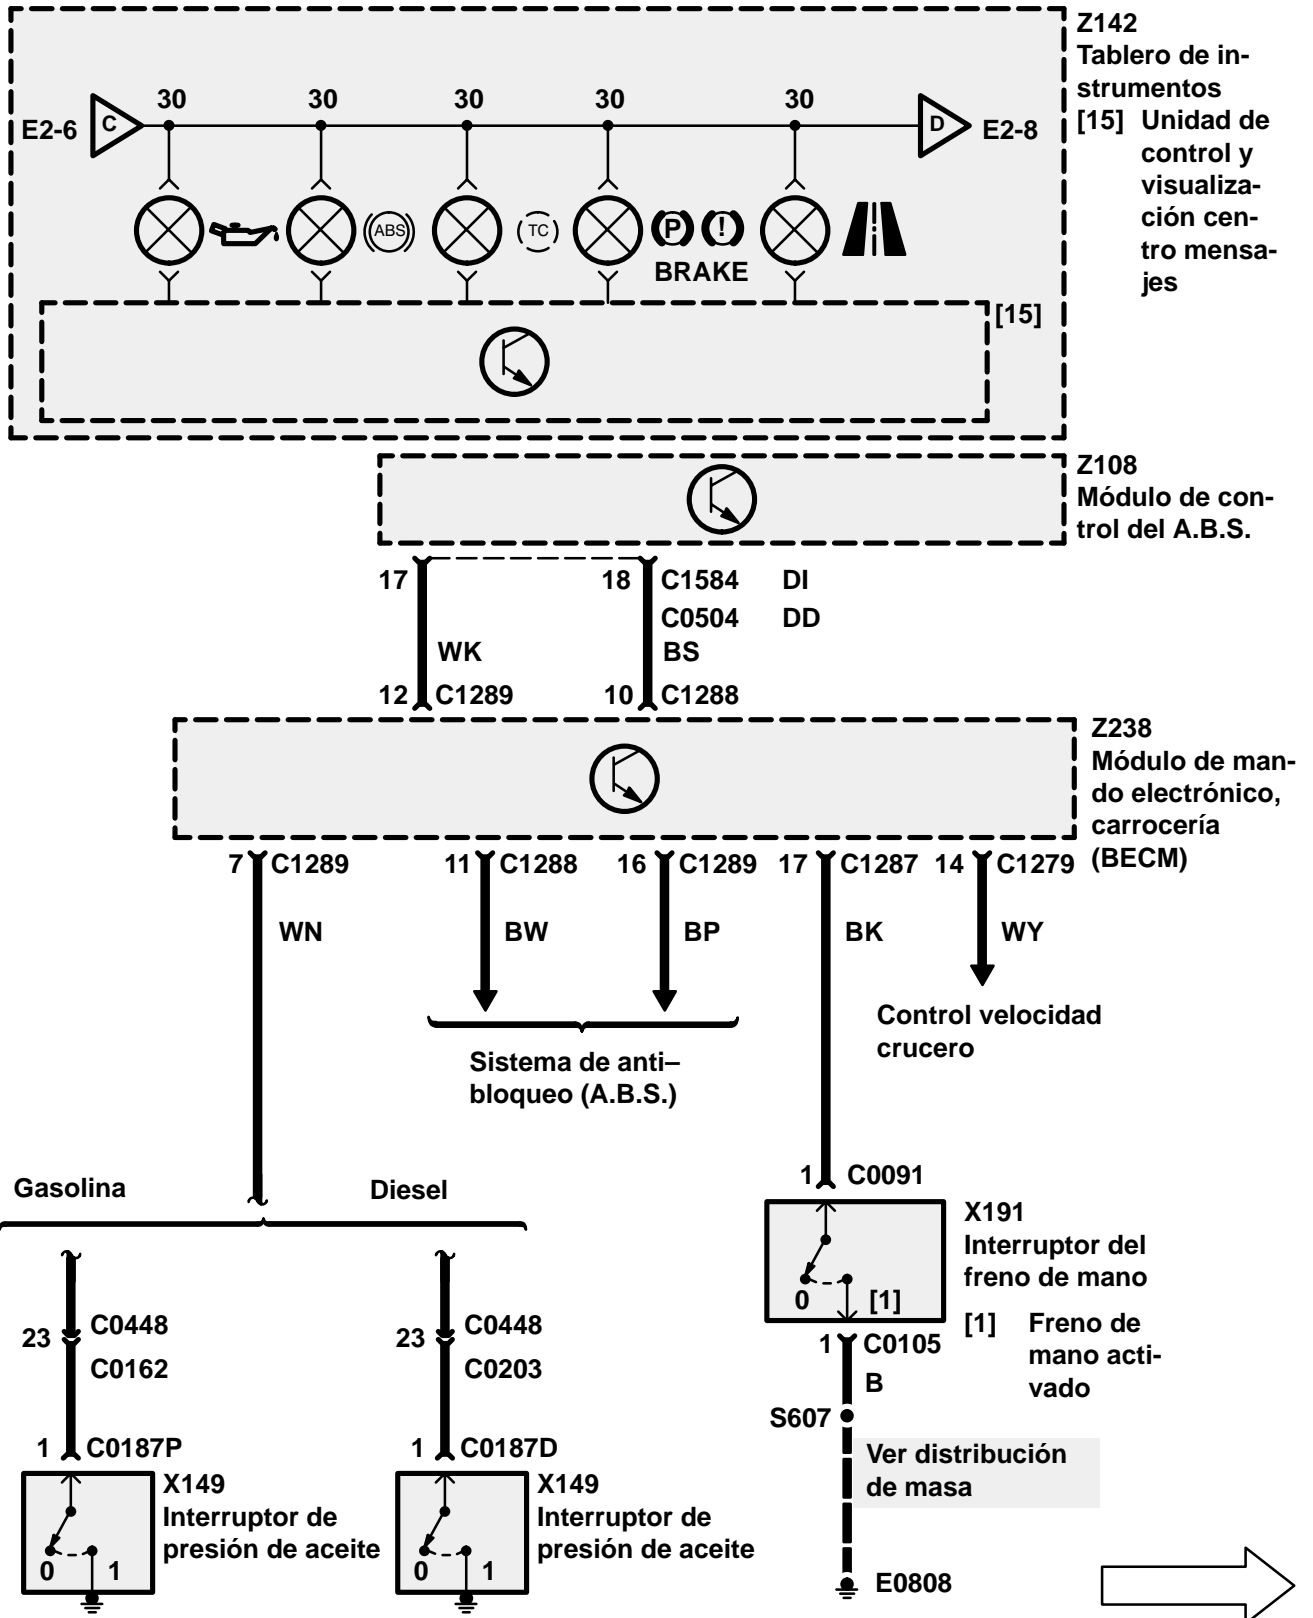 Z142
Tablero de in-
strumentos
[15] Unidad de
control y
visualiza-
ción cen-
tro mensa-
jes
30 30 30 30 30
E2-6 C D E2-8
ABS TC P !
BRAKE
[15]
Z108
Módulo de con-
trol del A.B.S.
17 18 C1584 DI
C0504 DD
WK BS
12 C1289 10 C1288
Z238
Módulo de man-
do electrónico,
carrocería
(BECM)
7 C1289 11 C1288 16 C1289 17 C1287 14 C1279
WN BW BP BK WY
Control velocidad
crucero
Sistema de anti–
bloqueo (A.B.S.)
Gasolina Diesel
1 C0091
X191
Interruptor del
freno de mano
0 [1]
[1] Freno de
mano acti-
vado
23 C0448
C0162
23 C0448
C0203
1 C0105
B
S607
Ver distribución
de masa
E0808
1 C0187P
X149
Interruptor de
presión de aceite
0 1
1 C0187D
X149
Interruptor de
presión de aceite
0 1